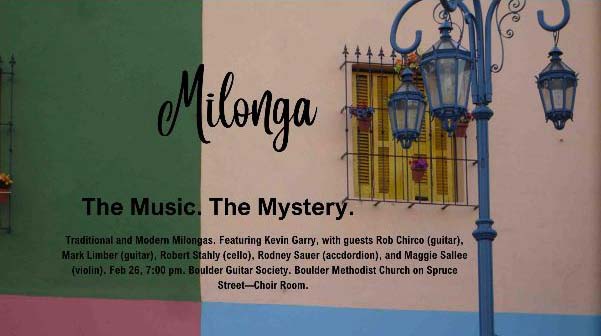 Milonga
The Music. The Mystery.
Traditional and Modern Milongas. Featuring Kevin Garry, with guests Rob Chirco (guitar),
Mark Limber (guitar), Robert Stahly (cello), Rodney Sauer (accdordion), and Maggie Sallee
(violin). Feb 26, 7:00 pm. Boulder Guitar Society. Boulder Methodist Church on Spruce
Street—Choir Room.